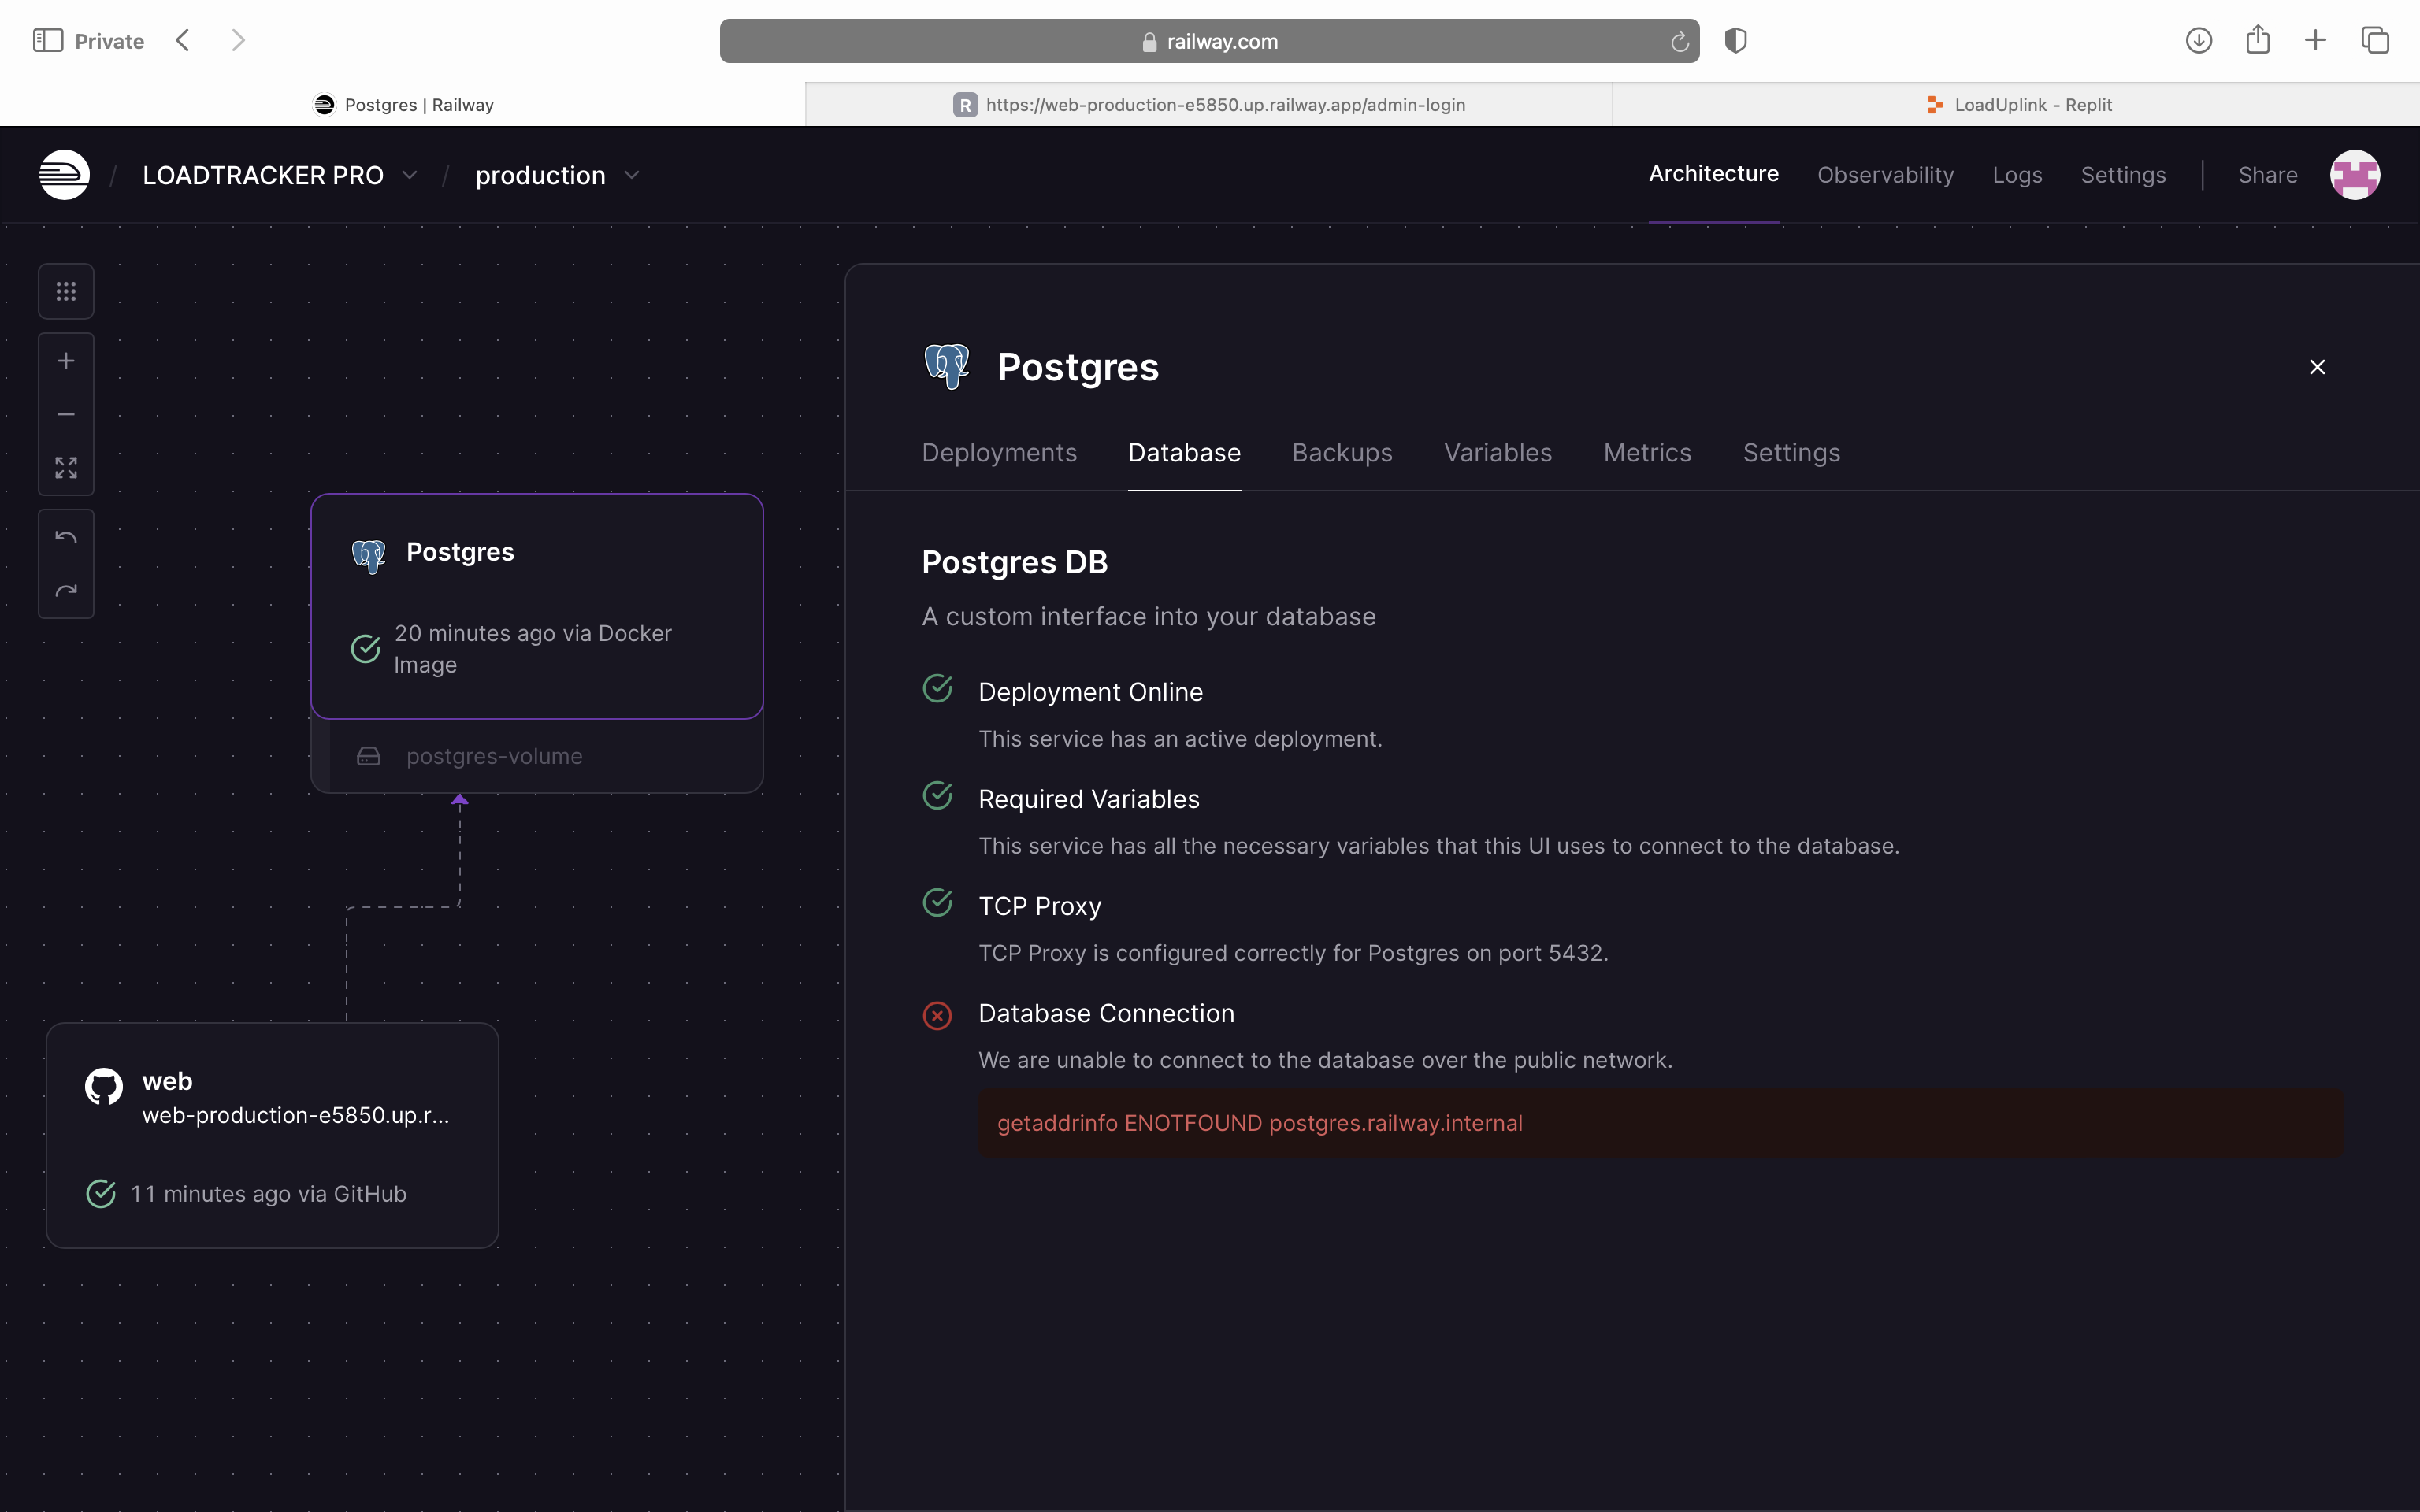 Private
railway.com
Postgres | Railway
R https://web-production-e5850.up.railway.app/admin-login
LoadUplink - Replit
/ LOADTRACKER PRO / production
Architecture Observability Logs Settings | Share
Postgres
20 minutes ago via Docker
Image
postgres-volume
web
web-production-e5850.up.r...
11 minutes ago via GitHub
Postgres
Deployments Database Backups Variables Metrics Settings
Postgres DB
A custom interface into your database
Deployment Online
This service has an active deployment.
Required Variables
This service has all the necessary variables that this UI uses to connect to the database.
TCP Proxy
TCP Proxy is configured correctly for Postgres on port 5432.
Database Connection
We are unable to connect to the database over the public network.
getaddrinfo ENOTFOUND postgres.railway.internal